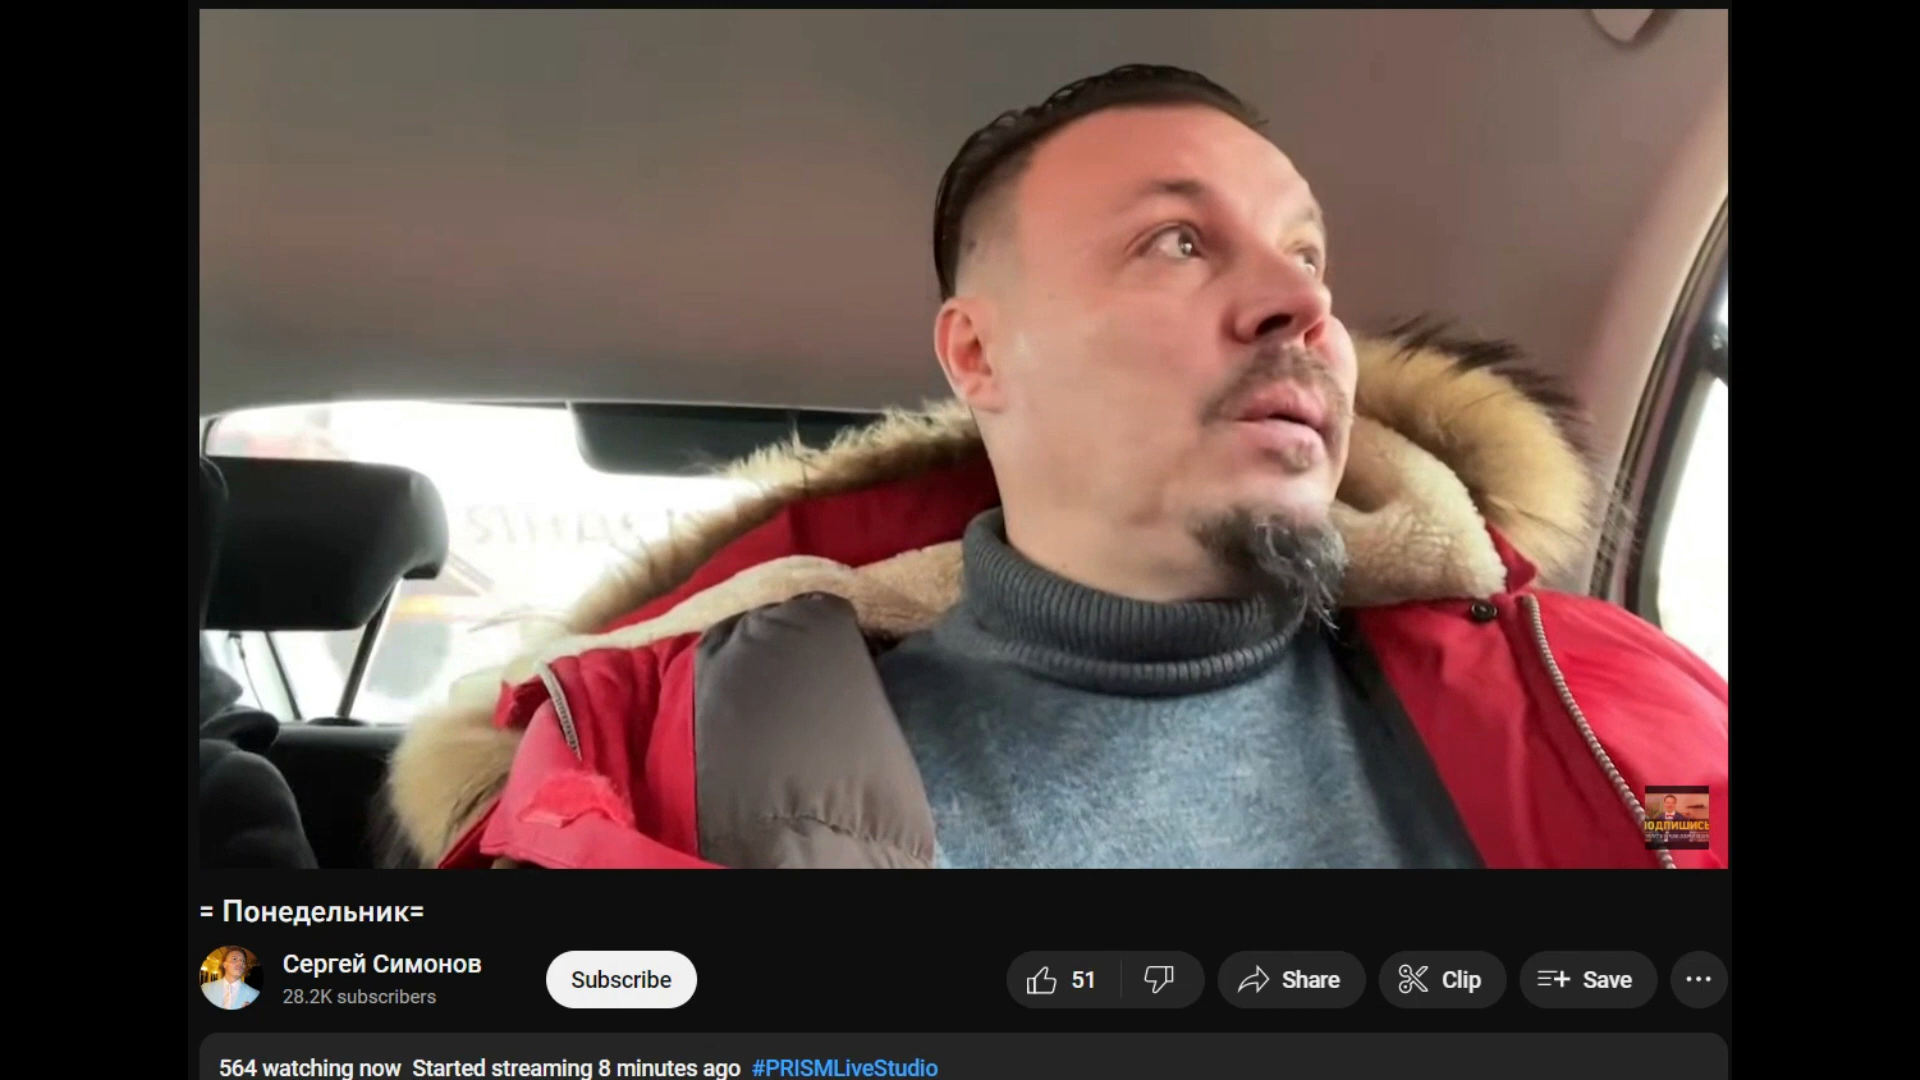 ПОДПИШИСЬ
= Понедельник=
Сергей Симонов
28.2K subscribers
Subscribe
51
Share
Clip
Save
564 watching now Started streaming 8 minutes ago #PRISMLiveStudio